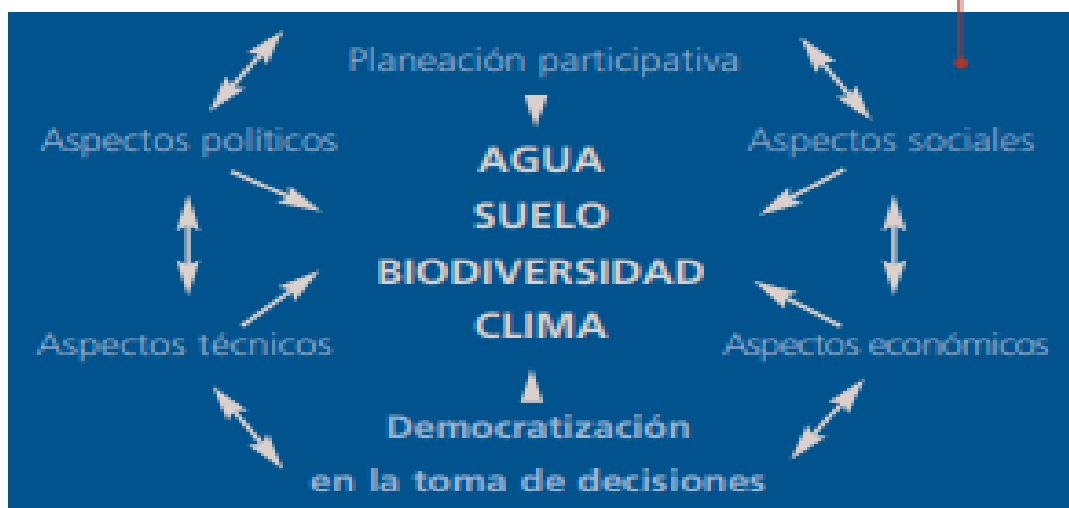 Planeación participativa
Aspectos políticos
Aspectos sociales
AGUA
SUELO
BIODIVERSIDAD
CLIMA
Aspectos técnicos
Aspectos económicos
Democratización
en la toma de decisiones